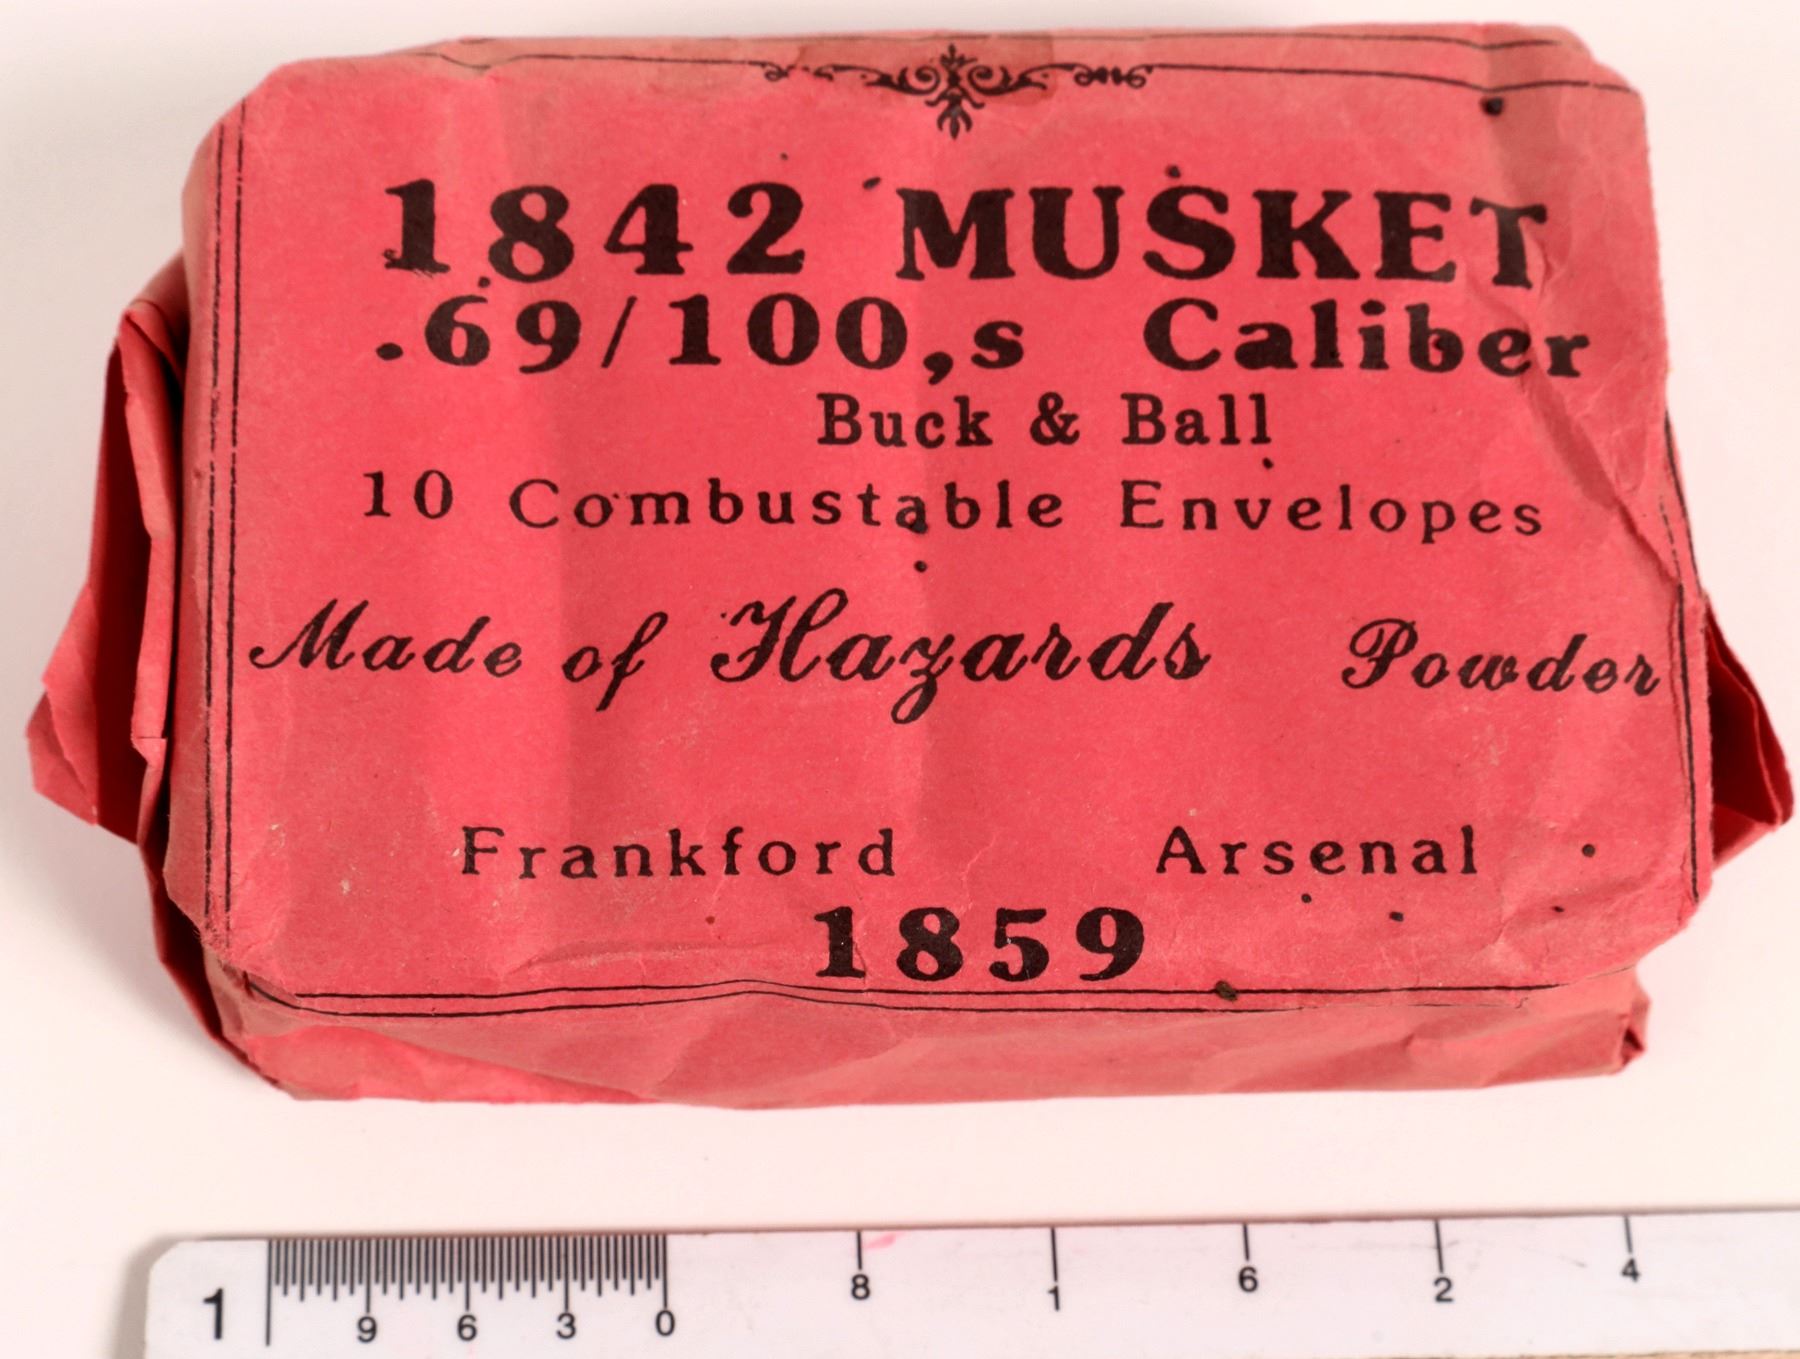 1842 MUSKET
.69/100,s Caliber
Buck & Ball
10 Combustable Envelopes
Made of Hazards Powder
Frankford Arsenal
1859
1 9 6 3 0 8 1 6 2 4